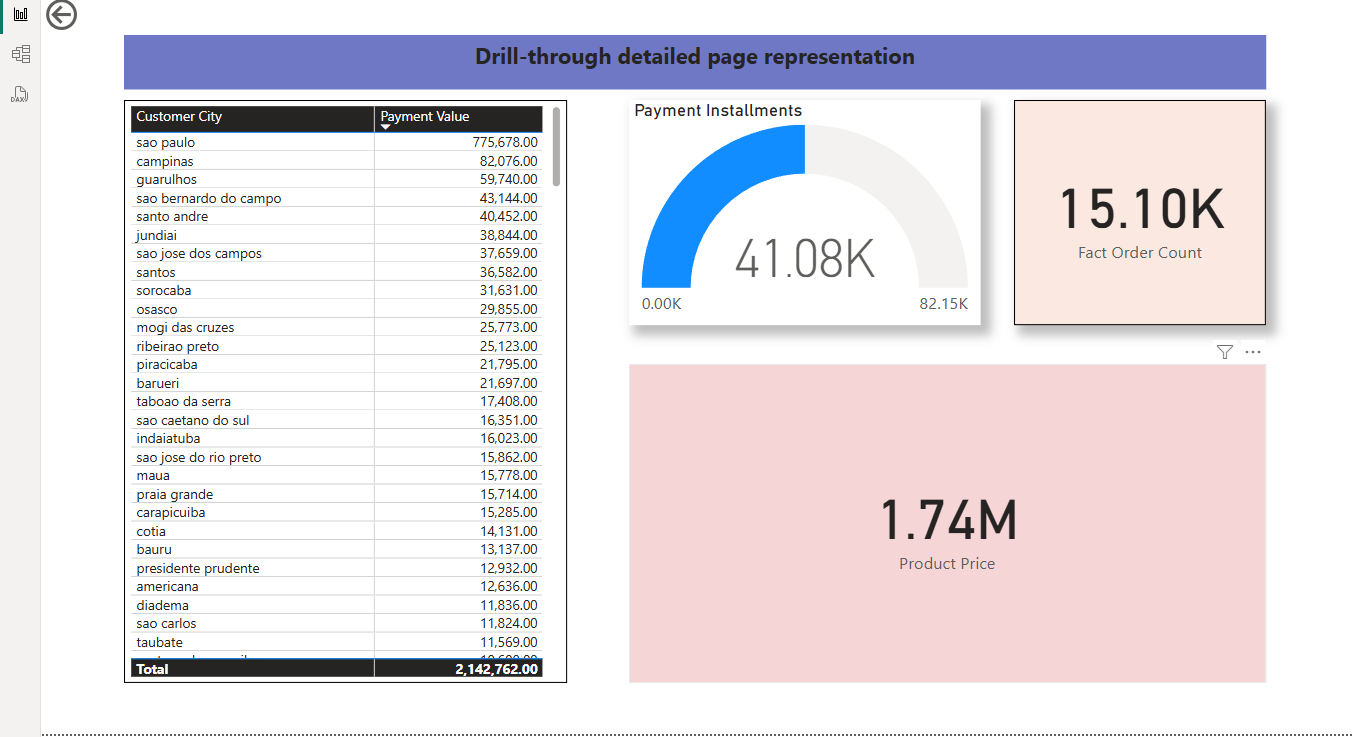 Drill-through detailed page representation
Customer City Payment Value
sao paulo 775,678.00
campinas 82,076.00
guarulhos 59,740.00
sao bernardo do campo 43,144.00
santo andre 40,452.00
jundiai 38,844.00
sao jose dos campos 37,659.00
santos 36,582.00
sorocaba 31,631.00
osasco 29,855.00
mogi das cruzes 25,773.00
ribeirao preto 25,123.00
piracicaba 21,795.00
barueri 21,697.00
taboao da serra 17,408.00
sao caetano do sul 16,351.00
indaiatuba 16,023.00
sao jose do rio preto 15,862.00
maua 15,778.00
praia grande 15,714.00
carapicuiba 15,285.00
cotia 14,131.00
bauru 13,137.00
presidente prudente 12,932.00
americana 12,636.00
diadema 11,836.00
sao carlos 11,824.00
taubate 11,569.00
Total 2,142,762.00
Payment Installments
41.08K
0.00K 82.15K
15.10K
Fact Order Count
1.74M
Product Price
DAX